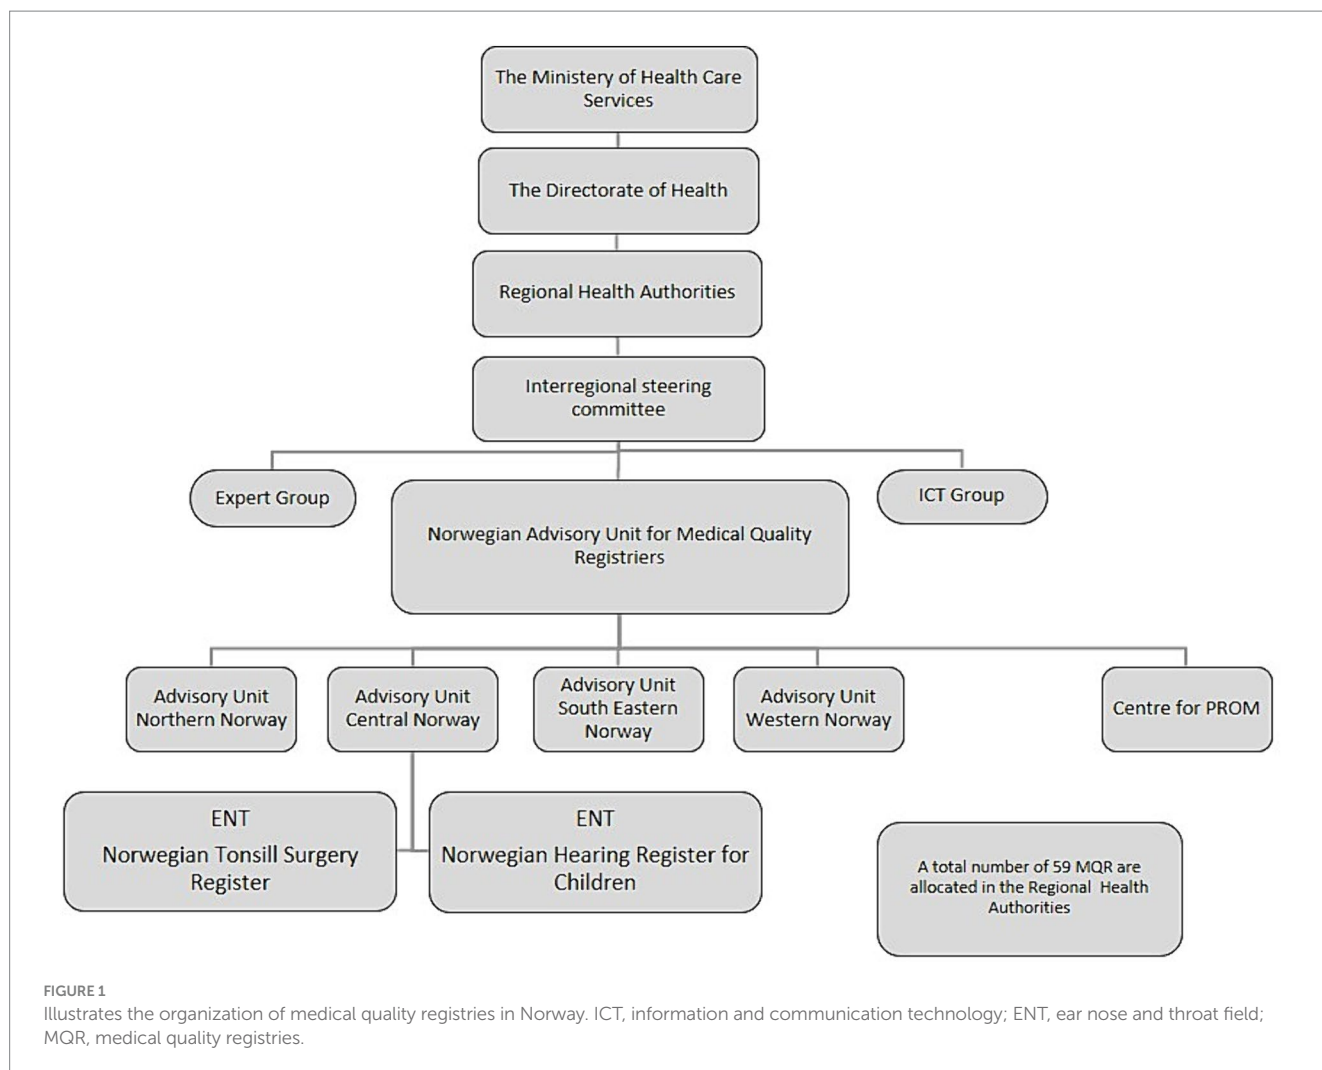 The Ministery of Health Care
Services
The Directorate of Health
Regional Health Authorities
Interregional steering
committee
Expert Group
ICT Group
Norwegian Advisory Unit for Medical Quality
Registriers
Advisory Unit
Northern Norway
Advisory Unit
Central Norway
Advisory Unit
South Eastern
Norway
Advisory Unit
Western Norway
Centre for PROM
ENT
Norwegian Tonsill Surgery
Register
ENT
Norwegian Hearing Register for
Children
A total number of 59 MQR are
allocated in the Regional Health
Authorities
FIGURE 1
Illustrates the organization of medical quality registries in Norway. ICT, information and communication technology; ENT, ear nose and throat field;
MQR, medical quality registries.